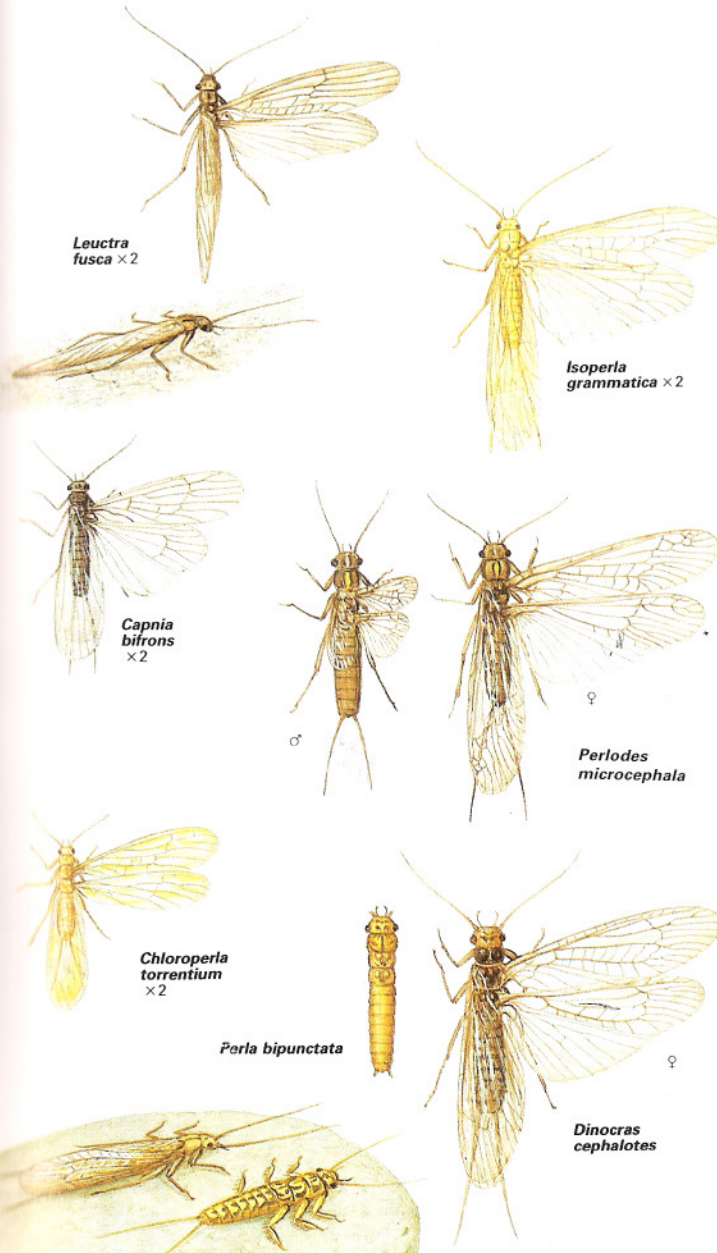 Leuctra
fusca ×2
Isoperla
grammatica ×2
Capnia
bifrons
×2
♂
♀
Perlodes
microcephala
Chloroperla
torrentium
×2
Perla bipunctata
♀
Dinocras
cephalotes